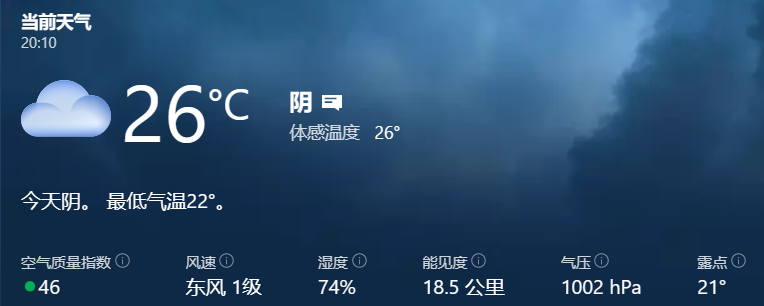 当前天气
20:10
26°C
阴
体感温度 26°
今天阴。 最低气温22°。
空气质量指数 风速 湿度 能见度 气压 露点
46 东风 1级 74% 18.5 公里 1002 hPa 21°